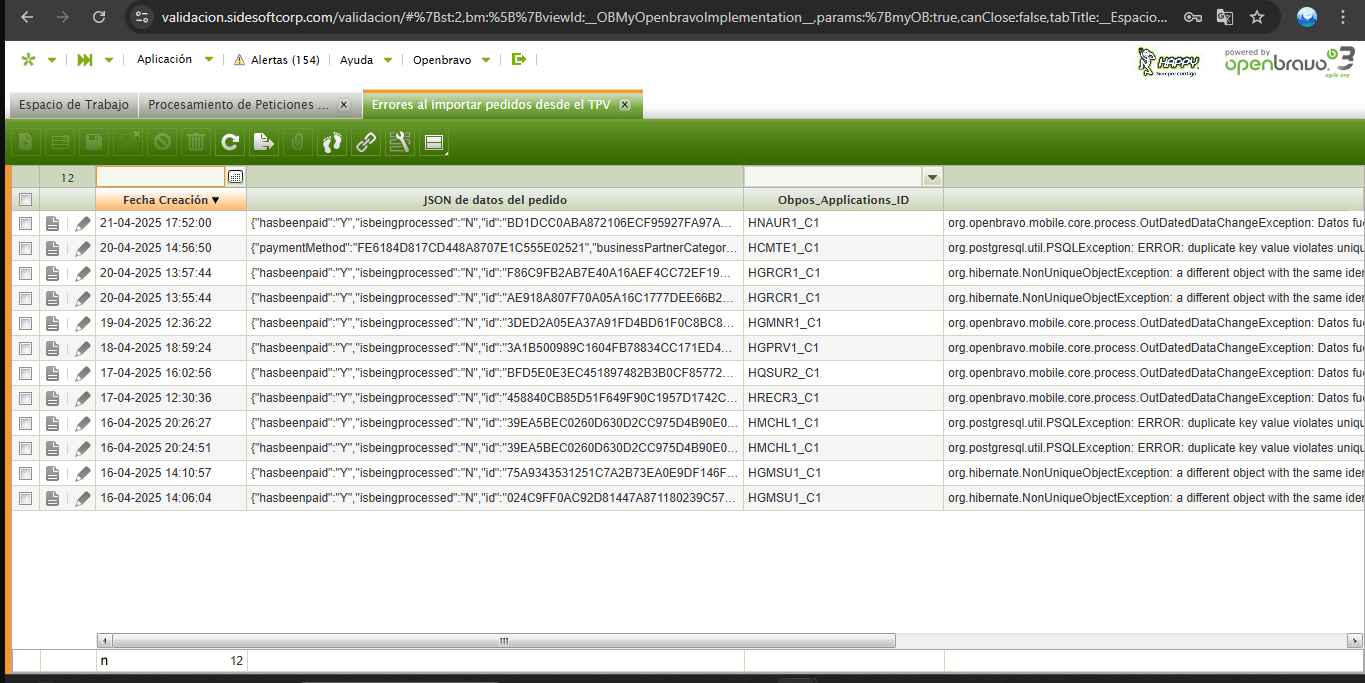 validacion.sidesoftcorp.com/validacion/#%7Bst:2,bm:%5B%7BviewId:__OBMyOpenbravoImplementation__,params:%7BmyOB:true,canClose:false,tabTitle:__Espacio...
Aplicación Alertas (154) Ayuda Openbravo
HAPPY
Siempre contigo
powered by
openbravo 3
agile erp
Espacio de Trabajo Procesamiento de Peticiones ... x Errores al importar pedidos desde el TPV x
12
Fecha Creación ▼ JSON de datos del pedido Obpos_Applications_ID
21-04-2025 17:52:00 {"hasbeenpaid":"Y","isbeingprocessed":"N","id":"BD1DCC0ABA872106ECF95927FA97A... HNAUR1_C1 org.openbravo.mobile.core.process.OutDatedDataChangeException: Datos fue
20-04-2025 14:56:50 {"paymentMethod":"FE6184D817CD448A8707E1C555E02521","businessPartnerCategor... HCMTE1_C1 org.postgresql.util.PSQLException: ERROR: duplicate key value violates uniqu
20-04-2025 13:57:44 {"hasbeenpaid":"Y","isbeingprocessed":"N","id":"F86C9FB2AB7E40A16AEF4CC72EF19... HGRCR1_C1 org.hibernate.NonUniqueObjectException: a different object with the same iden
20-04-2025 13:55:44 {"hasbeenpaid":"Y","isbeingprocessed":"N","id":"AE918A807F70A05A16C1777DEE66B2... HGRCR1_C1 org.hibernate.NonUniqueObjectException: a different object with the same iden
19-04-2025 12:36:22 {"hasbeenpaid":"Y","isbeingprocessed":"N","id":"3DED2A05EA37A91FD4BD61F0C8BC8... HGMNR1_C1 org.openbravo.mobile.core.process.OutDatedDataChangeException: Datos fue
18-04-2025 18:59:24 {"hasbeenpaid":"Y","isbeingprocessed":"N","id":"3A1B500989C1604FB78834CC171ED4... HGPRV1_C1 org.openbravo.mobile.core.process.OutDatedDataChangeException: Datos fue
17-04-2025 16:02:56 {"hasbeenpaid":"Y","isbeingprocessed":"N","id":"BFD5E0E3EC451897482B3B0CF85772... HQSUR2_C1 org.openbravo.mobile.core.process.OutDatedDataChangeException: Datos fue
17-04-2025 12:30:36 {"hasbeenpaid":"Y","isbeingprocessed":"N","id":"458840CB85D51F649F90C1957D1742C... HRECR3_C1 org.openbravo.mobile.core.process.OutDatedDataChangeException: Datos fue
16-04-2025 20:26:27 {"hasbeenpaid":"Y","isbeingprocessed":"N","id":"39EA5BEC0260D630D2CC975D4B90E0... HMCHL1_C1 org.postgresql.util.PSQLException: ERROR: duplicate key value violates uniqu
16-04-2025 20:24:51 {"hasbeenpaid":"Y","isbeingprocessed":"N","id":"39EA5BEC0260D630D2CC975D4B90E0... HMCHL1_C1 org.postgresql.util.PSQLException: ERROR: duplicate key value violates uniqu
16-04-2025 14:10:57 {"hasbeenpaid":"Y","isbeingprocessed":"N","id":"75A9343531251C7A2B73EA0E9DF146F... HGMSU1_C1 org.hibernate.NonUniqueObjectException: a different object with the same iden
16-04-2025 14:06:04 {"hasbeenpaid":"Y","isbeingprocessed":"N","id":"024C9FF0AC92D81447A871180239C57... HGMSU1_C1 org.hibernate.NonUniqueObjectException: a different object with the same iden
n 12